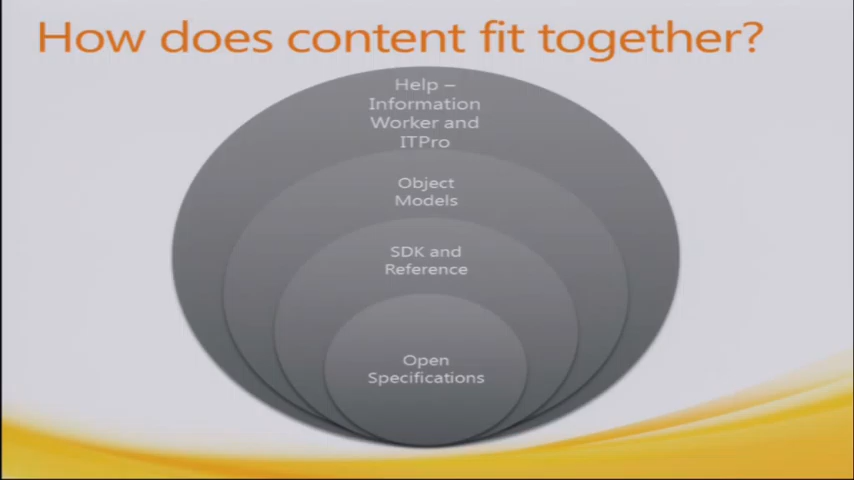 How does content fit together?
Help –
Information
Worker and
ITPro
Object
Models
SDK and
Reference
Open
Specifications